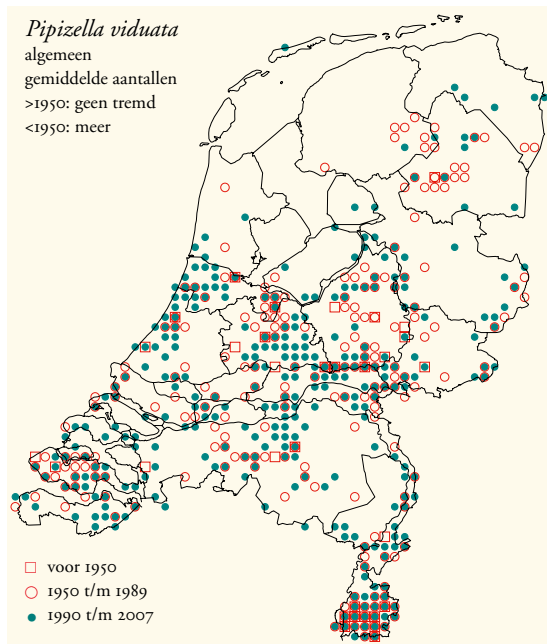 Pipizella viduata
algemeen
gemiddelde aantallen
>1950: geen tremd
<1950: meer
voor 1950
1950 t/m 1989
1990 t/m 2007